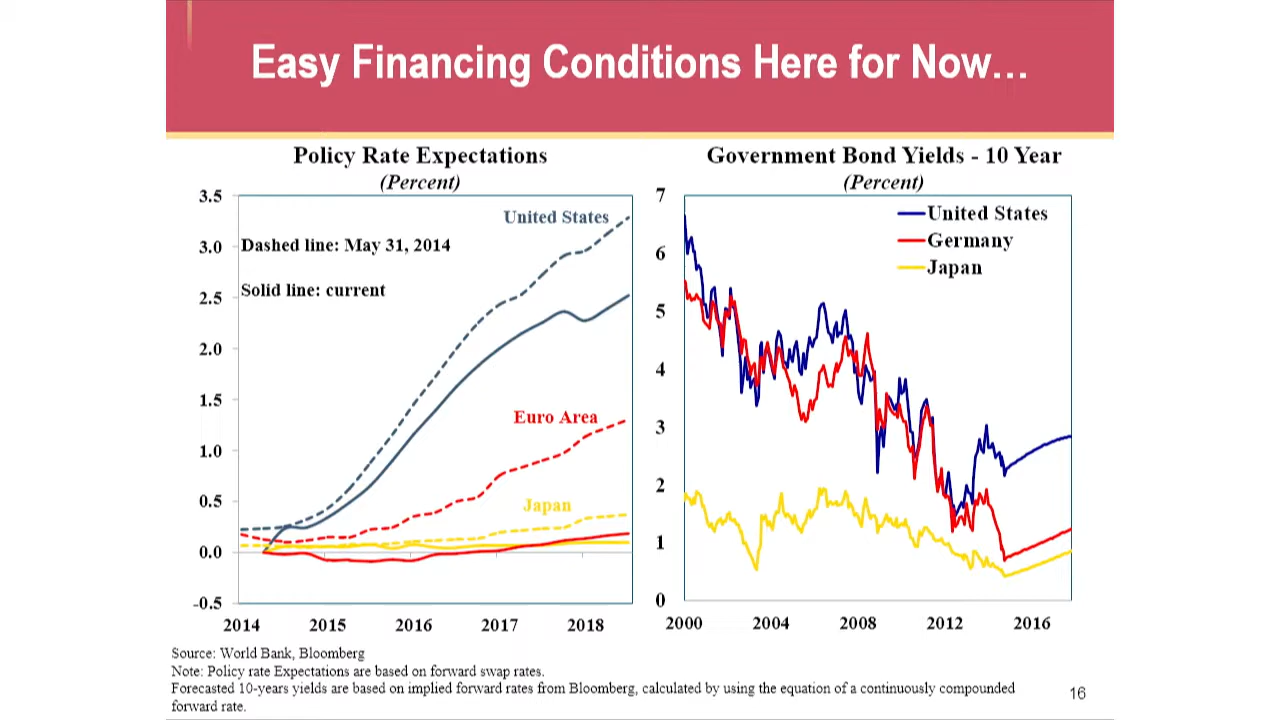 Easy Financing Conditions Here for Now...
Policy Rate Expectations
(Percent)
3.5
3.0
2.5
2.0
1.5
1.0
0.5
0.0
-0.5
United States
Dashed line: May 31, 2014
Solid line: current
Euro Area
Japan
2014 2015 2016 2017 2018
Government Bond Yields - 10 Year
(Percent)
7
6
5
4
3
2
1
0
United States
Germany
Japan
2000 2004 2008 2012 2016
Source: World Bank, Bloomberg
Note: Policy rate Expectations are based on forward swap rates.
Forecasted 10-years yields are based on implied forward rates from Bloomberg, calculated by using the equation of a continuously compounded
forward rate.
16